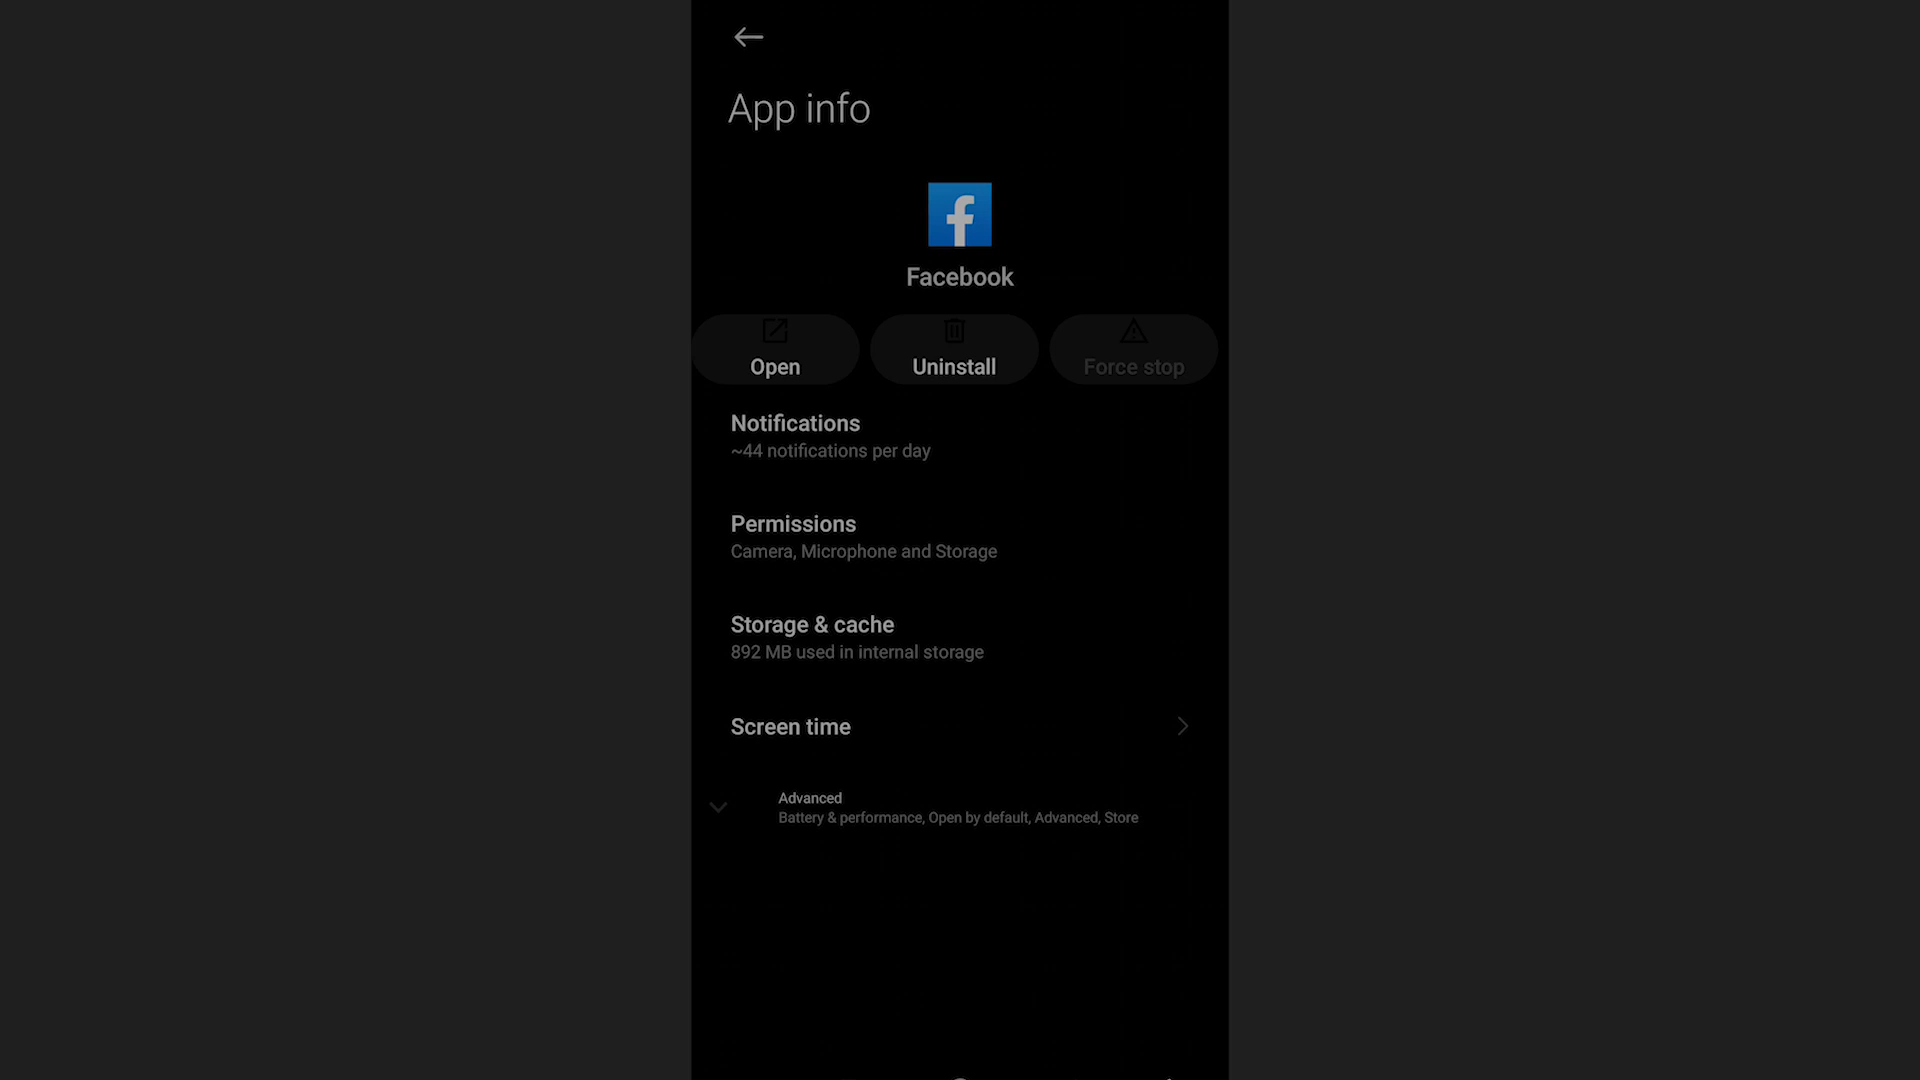 App info
Facebook
Open
Uninstall
Force stop
Notifications
~44 notifications per day
Permissions
Camera, Microphone and Storage
Storage & cache
892 MB used in internal storage
Screen time
Advanced
Battery & performance, Open by default, Advanced, Store